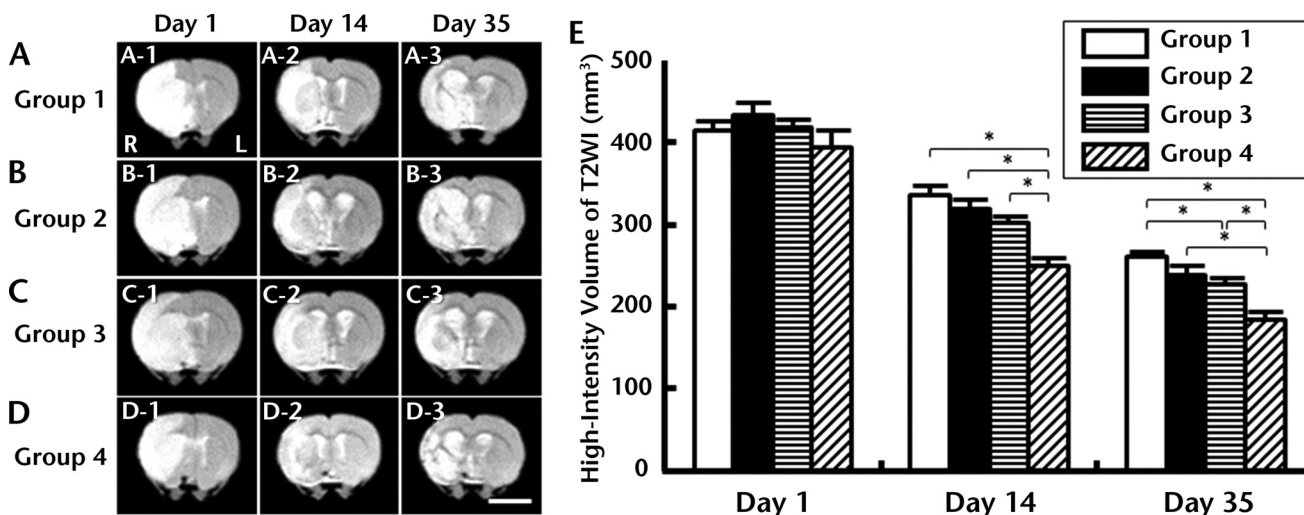 Day 1 Day 14 Day 35
A
Group 1
A-1 A-2 A-3
R L
B
Group 2
B-1 B-2 B-3
C
Group 3
C-1 C-2 C-3
D
Group 4
D-1 D-2 D-3
E
High-Intensity Volume of T2WI (mm³)
500
400
300
200
100
0
Day 1 Day 14 Day 35
Group 1
Group 2
Group 3
Group 4
* * *
* * * *